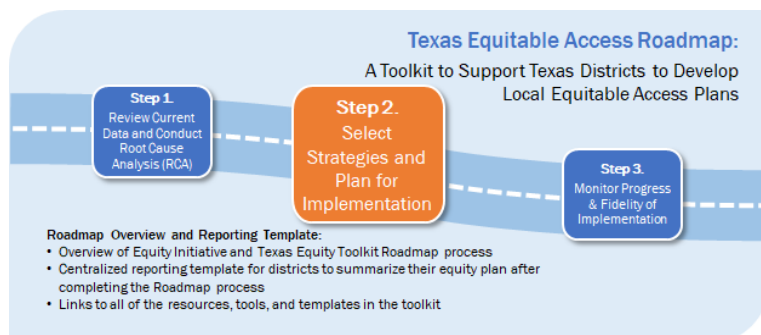 Texas Equitable Access Roadmap:
A Toolkit to Support Texas Districts to Develop
Local Equitable Access Plans
Step 1.
Review Current
Data and Conduct
Root Cause
Analysis (RCA)
Step 2.
Select
Strategies and
Plan for
Implementation
Step 3.
Monitor Progress
& Fidelity of
Implementation
Roadmap Overview and Reporting Template:
• Overview of Equity Initiative and Texas Equity Toolkit Roadmap process
• Centralized reporting template for districts to summarize their equity plan after
completing the Roadmap process
• Links to all of the resources, tools, and templates in the toolkit